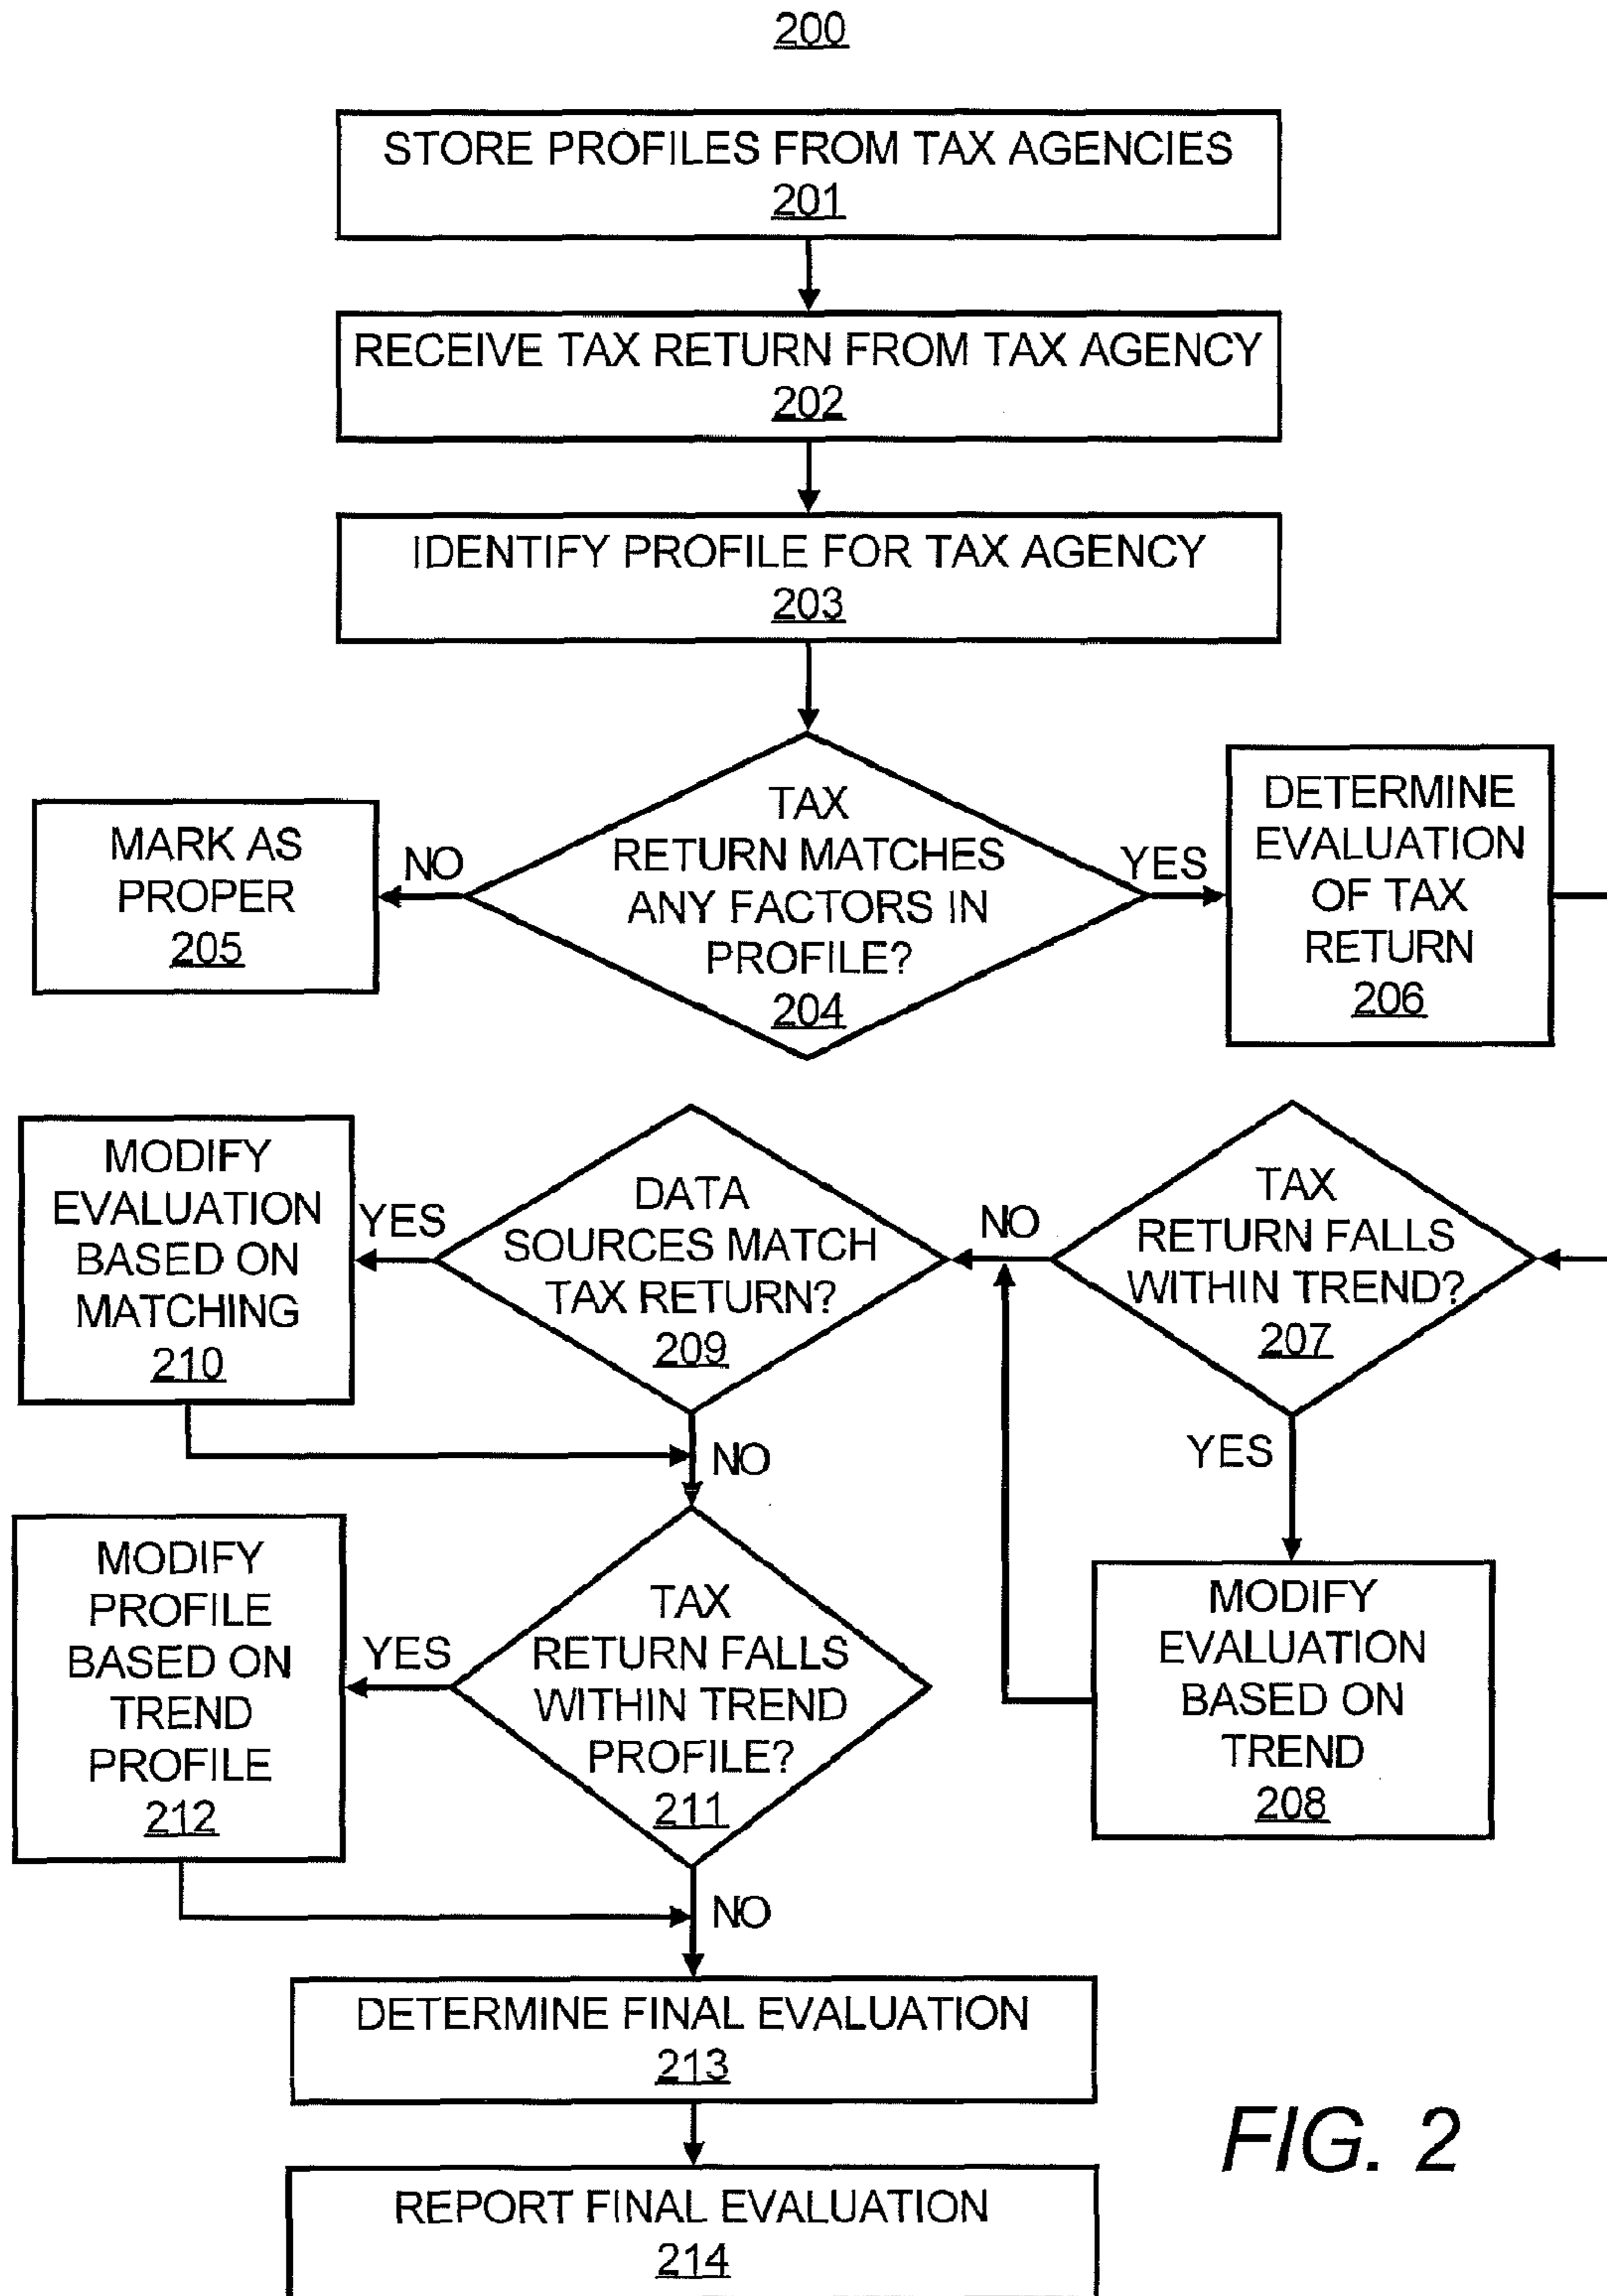 200
STORE PROFILES FROM TAX AGENCIES
201
RECEIVE TAX RETURN FROM TAX AGENCY
202
IDENTIFY PROFILE FOR TAX AGENCY
203
TAX
RETURN MATCHES
ANY FACTORS IN
PROFILE?
204
NO
MARK AS
PROPER
205
YES
DETERMINE
EVALUATION
OF TAX
RETURN
206
TAX
RETURN FALLS
WITHIN TREND?
207
YES
MODIFY
EVALUATION
BASED ON
TREND
208
NO
DATA
SOURCES MATCH
TAX RETURN?
209
YES
MODIFY
EVALUATION
BASED ON
MATCHING
210
NO
TAX
RETURN FALLS
WITHIN TREND
PROFILE?
211
YES
MODIFY
PROFILE
BASED ON
TREND
PROFILE
212
NO
DETERMINE FINAL EVALUATION
213
REPORT FINAL EVALUATION
214
FIG. 2